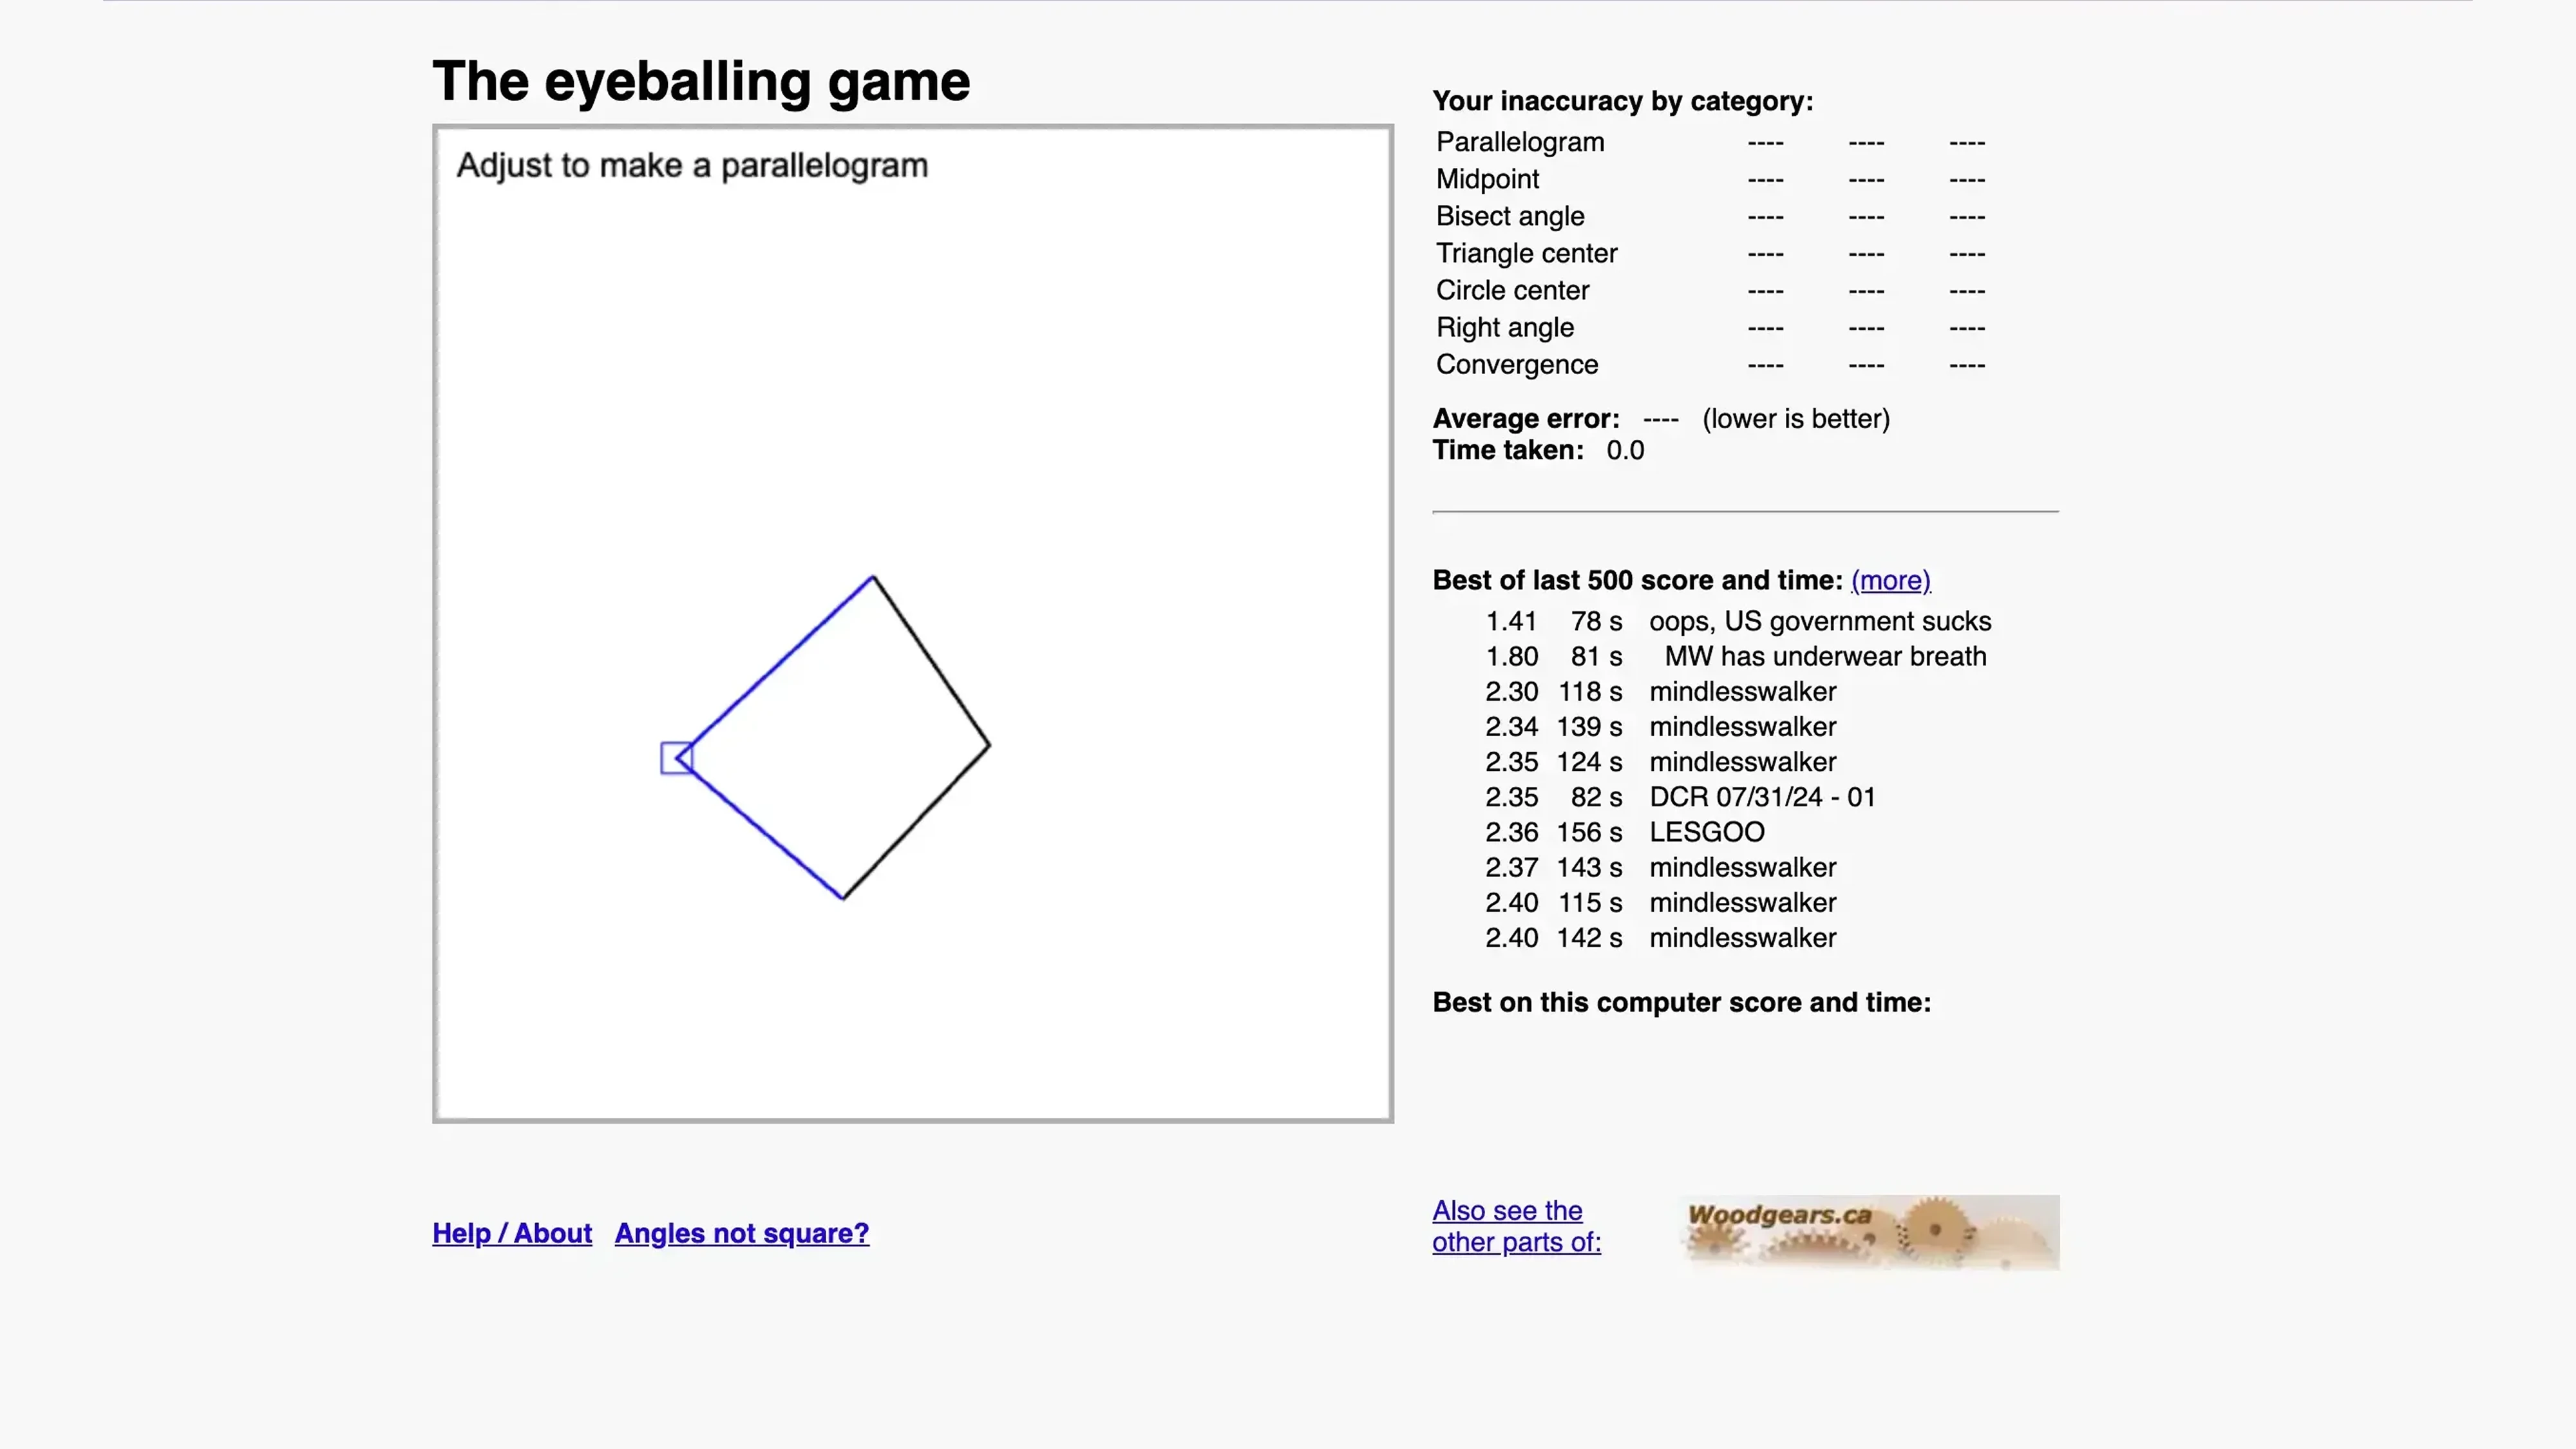 The eyeballing game
Adjust to make a parallelogram
Help / About Angles not square?
Your inaccuracy by category:
Parallelogram ---- ---- ----
Midpoint ---- ---- ----
Bisect angle ---- ---- ----
Triangle center ---- ---- ----
Circle center ---- ---- ----
Right angle ---- ---- ----
Convergence ---- ---- ----
Average error: ---- (lower is better)
Time taken: 0.0
Best of last 500 score and time: (more)
1.41 78 s oops, US government sucks
1.80 81 s MW has underwear breath
2.30 118 s mindlesswalker
2.34 139 s mindlesswalker
2.35 124 s mindlesswalker
2.35 82 s DCR 07/31/24 - 01
2.36 156 s LESGOO
2.37 143 s mindlesswalker
2.40 115 s mindlesswalker
2.40 142 s mindlesswalker
Best on this computer score and time:
Also see the
other parts of:
Woodgears.ca